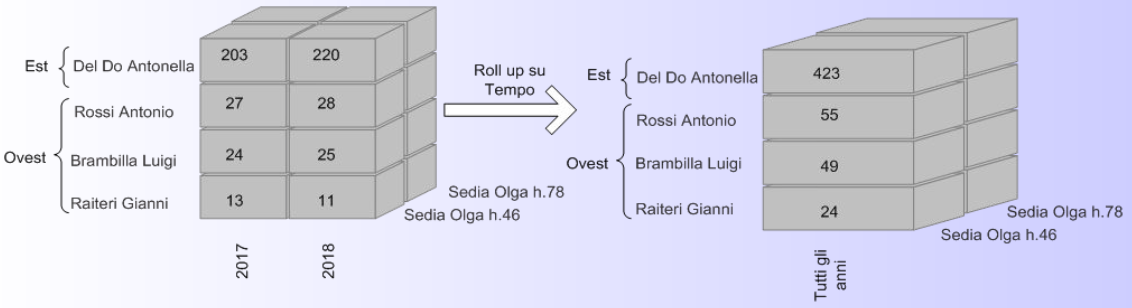 Est
Del Do Antonella
203
220
Rossi Antonio
27
28
Ovest
Brambilla Luigi
24
25
Raiteri Gianni
13
11
Sedia Olga h.78
Sedia Olga h.46
2017
2018
Roll up su
Tempo
Est
Del Do Antonella
423
Rossi Antonio
55
Ovest
Brambilla Luigi
49
Raiteri Gianni
24
Sedia Olga h.78
Sedia Olga h.46
Tutti gli
anni